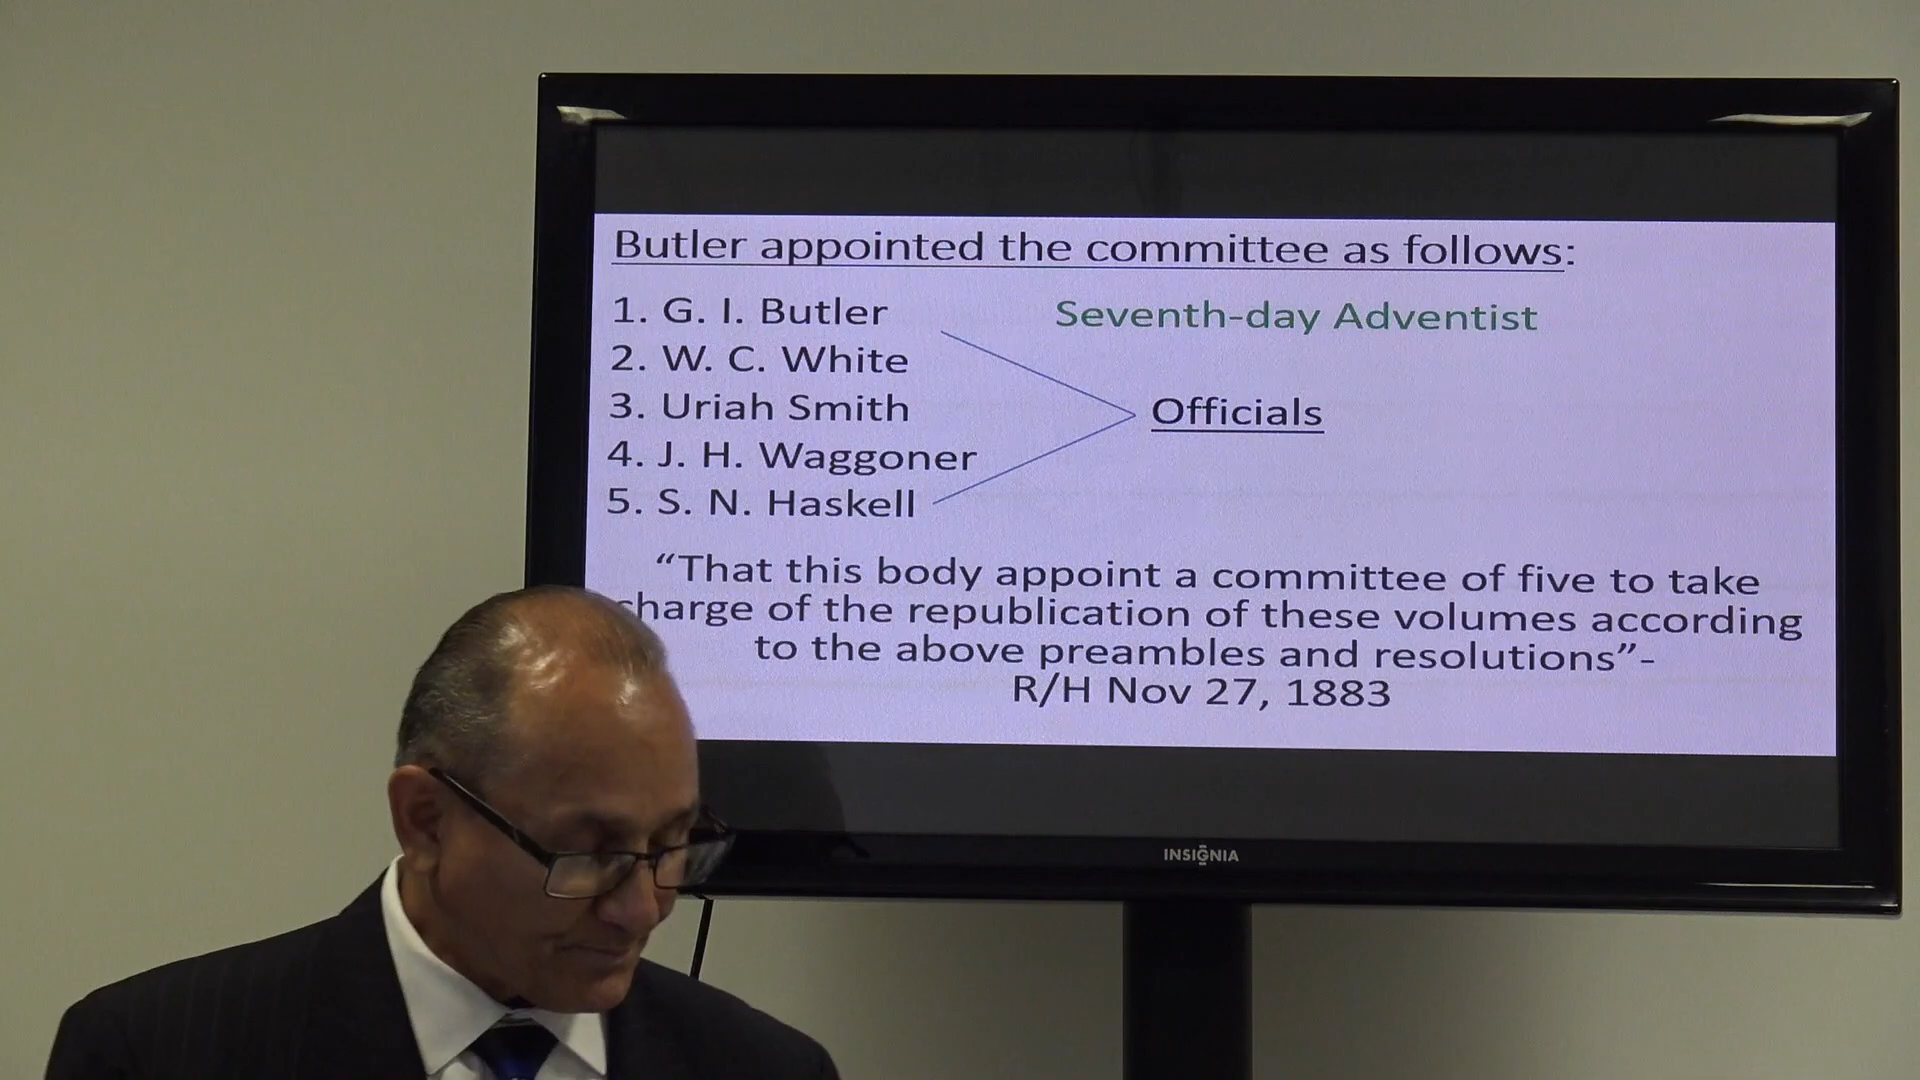 Butler appointed the committee as follows:
1. G. I. Butler
Seventh-day Adventist
2. W. C. White
3. Uriah Smith
Officials
4. J. H. Waggoner
5. S. N. Haskell
“That this body appoint a committee of five to take
charge of the republication of these volumes according
to the above preambles and resolutions”-
R/H Nov 27, 1883
INSIGNIA